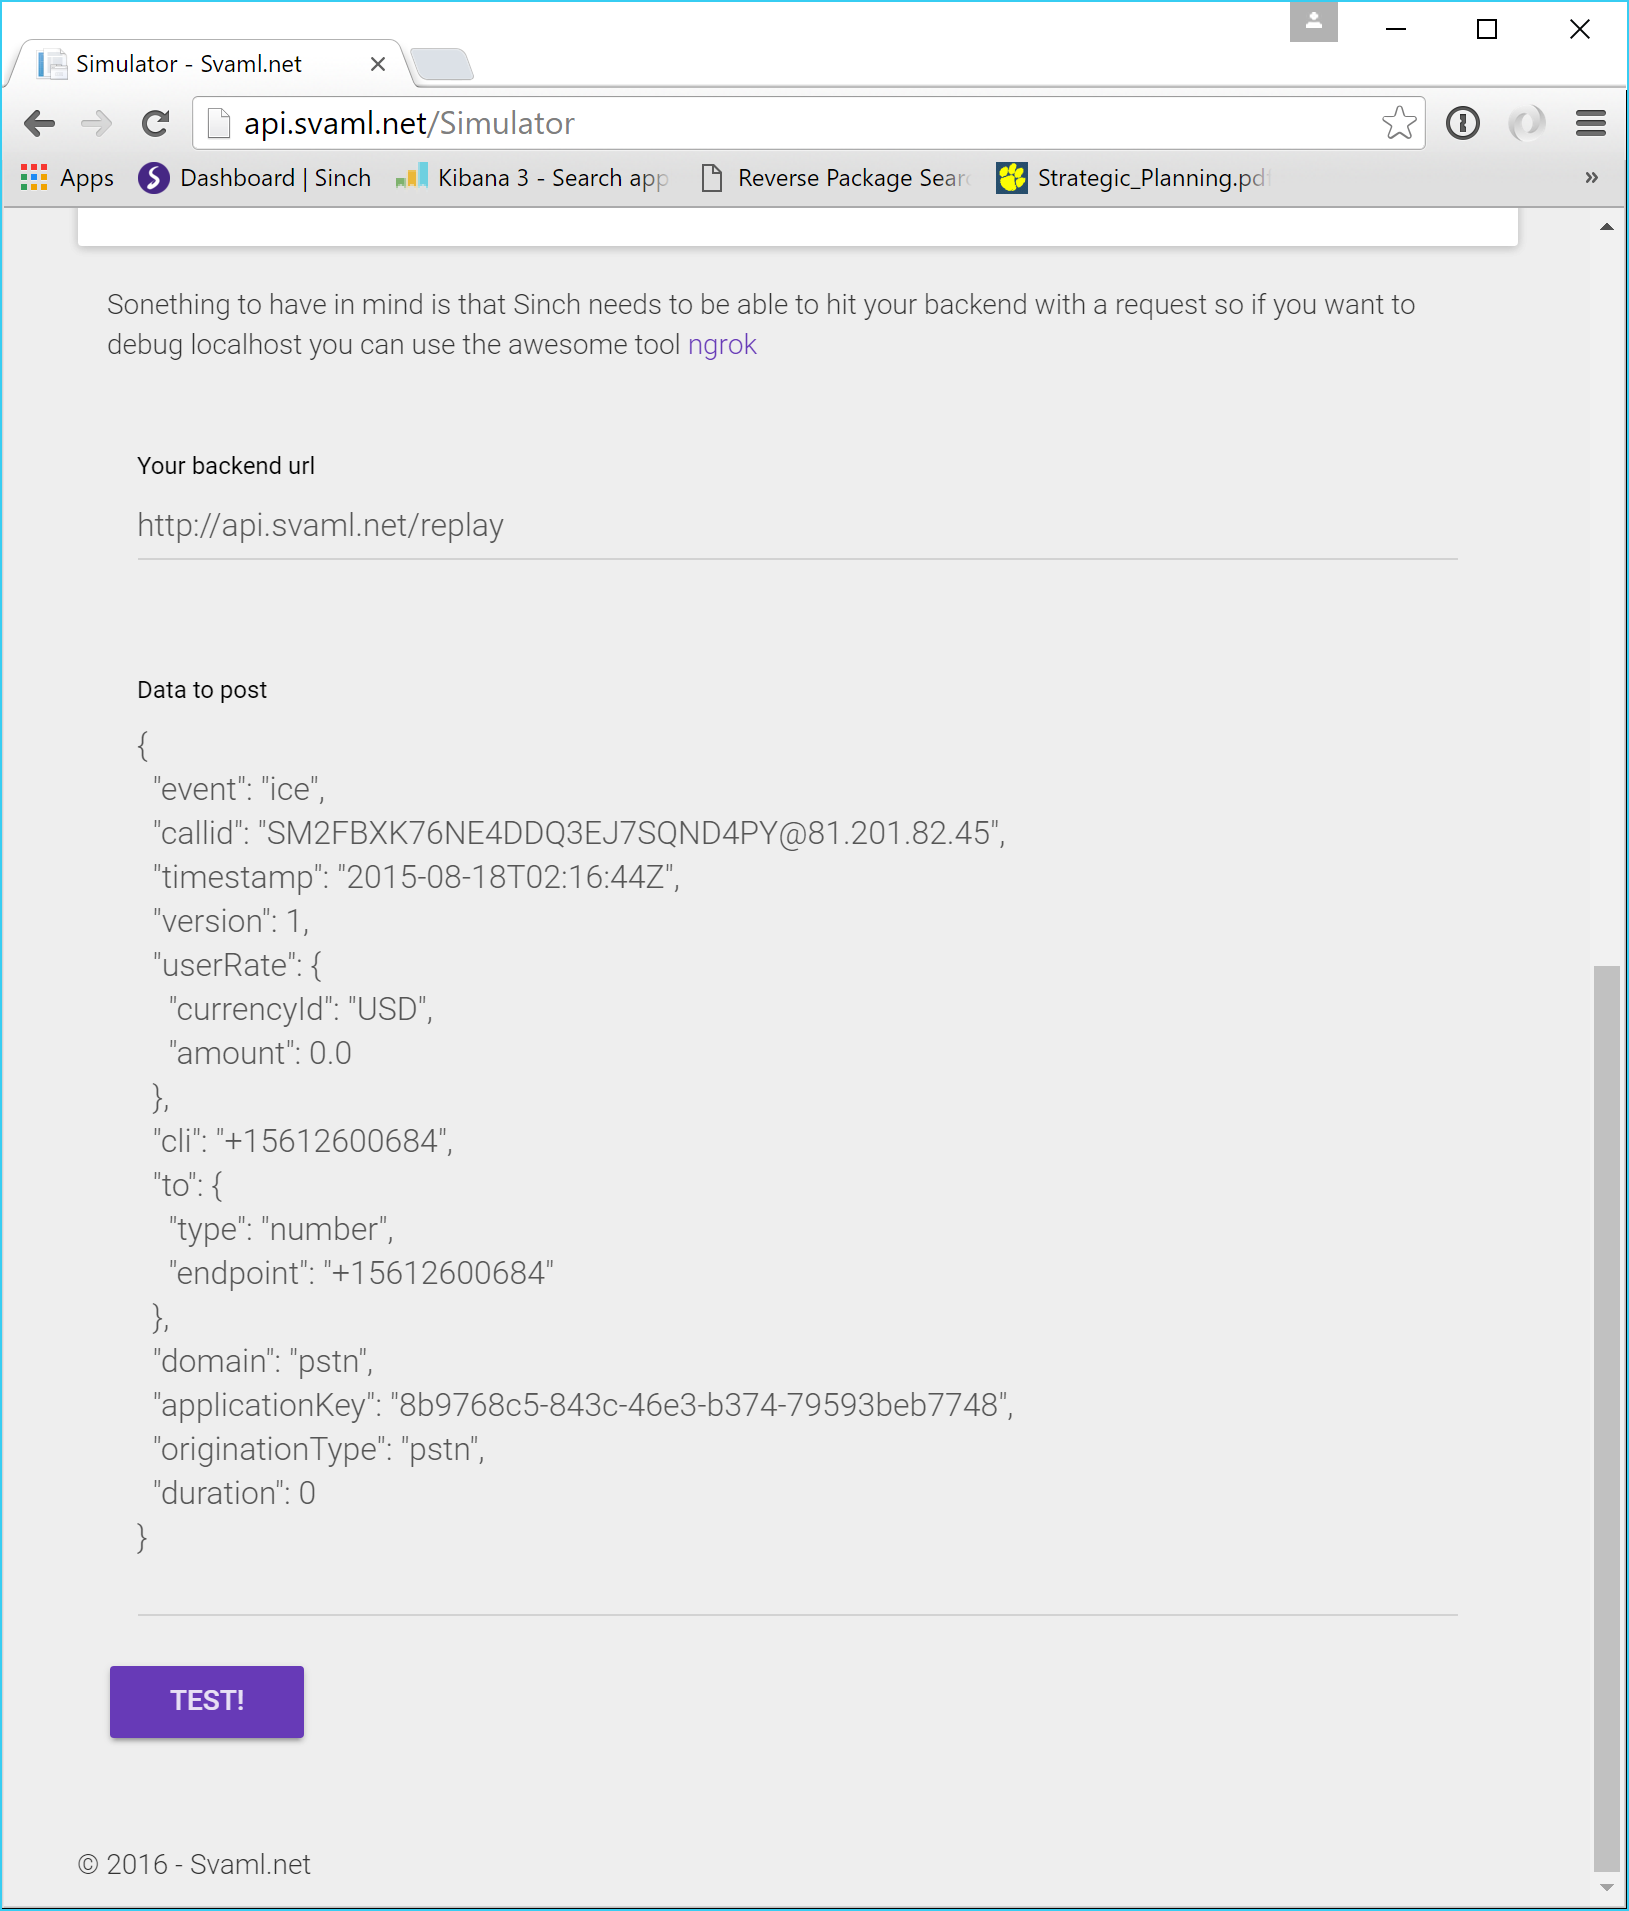 Simulator - Svaml.net
api.svaml.net/Simulator
Apps Dashboard | Sinch Kibana 3 - Search app Reverse Package Sear Strategic_Planning.pdf »
Sonething to have in mind is that Sinch needs to be able to hit your backend with a request so if you want to
debug localhost you can use the awesome tool ngrok
Your backend url
http://api.svaml.net/replay
Data to post
{
"event": "ice",
"callid": "SM2FBXK76NE4DDQ3EJ7SQND4PY@81.201.82.45",
"timestamp": "2015-08-18T02:16:44Z",
"version": 1,
"userRate": {
"currencyId": "USD",
"amount": 0.0
},
"cli": "+15612600684",
"to": {
"type": "number",
"endpoint": "+15612600684"
},
"domain": "pstn",
"applicationKey": "8b9768c5-843c-46e3-b374-79593beb7748",
"originationType": "pstn",
"duration": 0
}
TEST!
© 2016 - Svaml.net